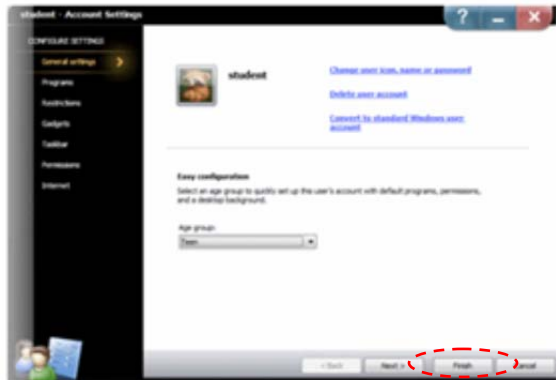 student - Account Settings
CONFIGURE SETTINGS
General settings
Programs
Restrictions
Gadgets
Taskbar
Permissions
Internet
student
Change user icon, name or password
Delete user account
Convert to standard Windows user
account
Easy configuration
Select an age group to quickly set up this user's account with default programs, permissions,
and a desktop background.
Age group:
Teen
< Back
Next >
Finish
Cancel